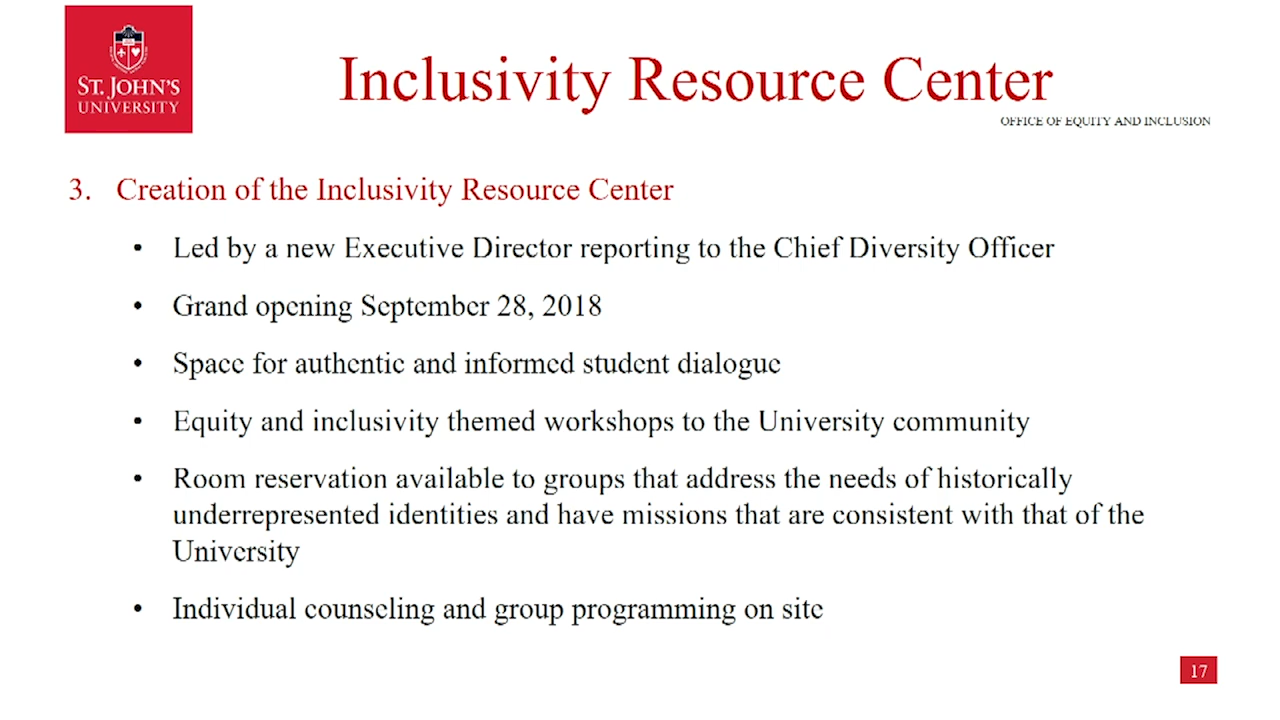 ST. JOHN'S
UNIVERSITY
Inclusivity Resource Center
OFFICE OF EQUITY AND INCLUSION
3. Creation of the Inclusivity Resource Center
• Led by a new Executive Director reporting to the Chief Diversity Officer
• Grand opening September 28, 2018
• Space for authentic and informed student dialogue
• Equity and inclusivity themed workshops to the University community
• Room reservation available to groups that address the needs of historically
underrepresented identities and have missions that are consistent with that of the
University
• Individual counseling and group programming on site
17